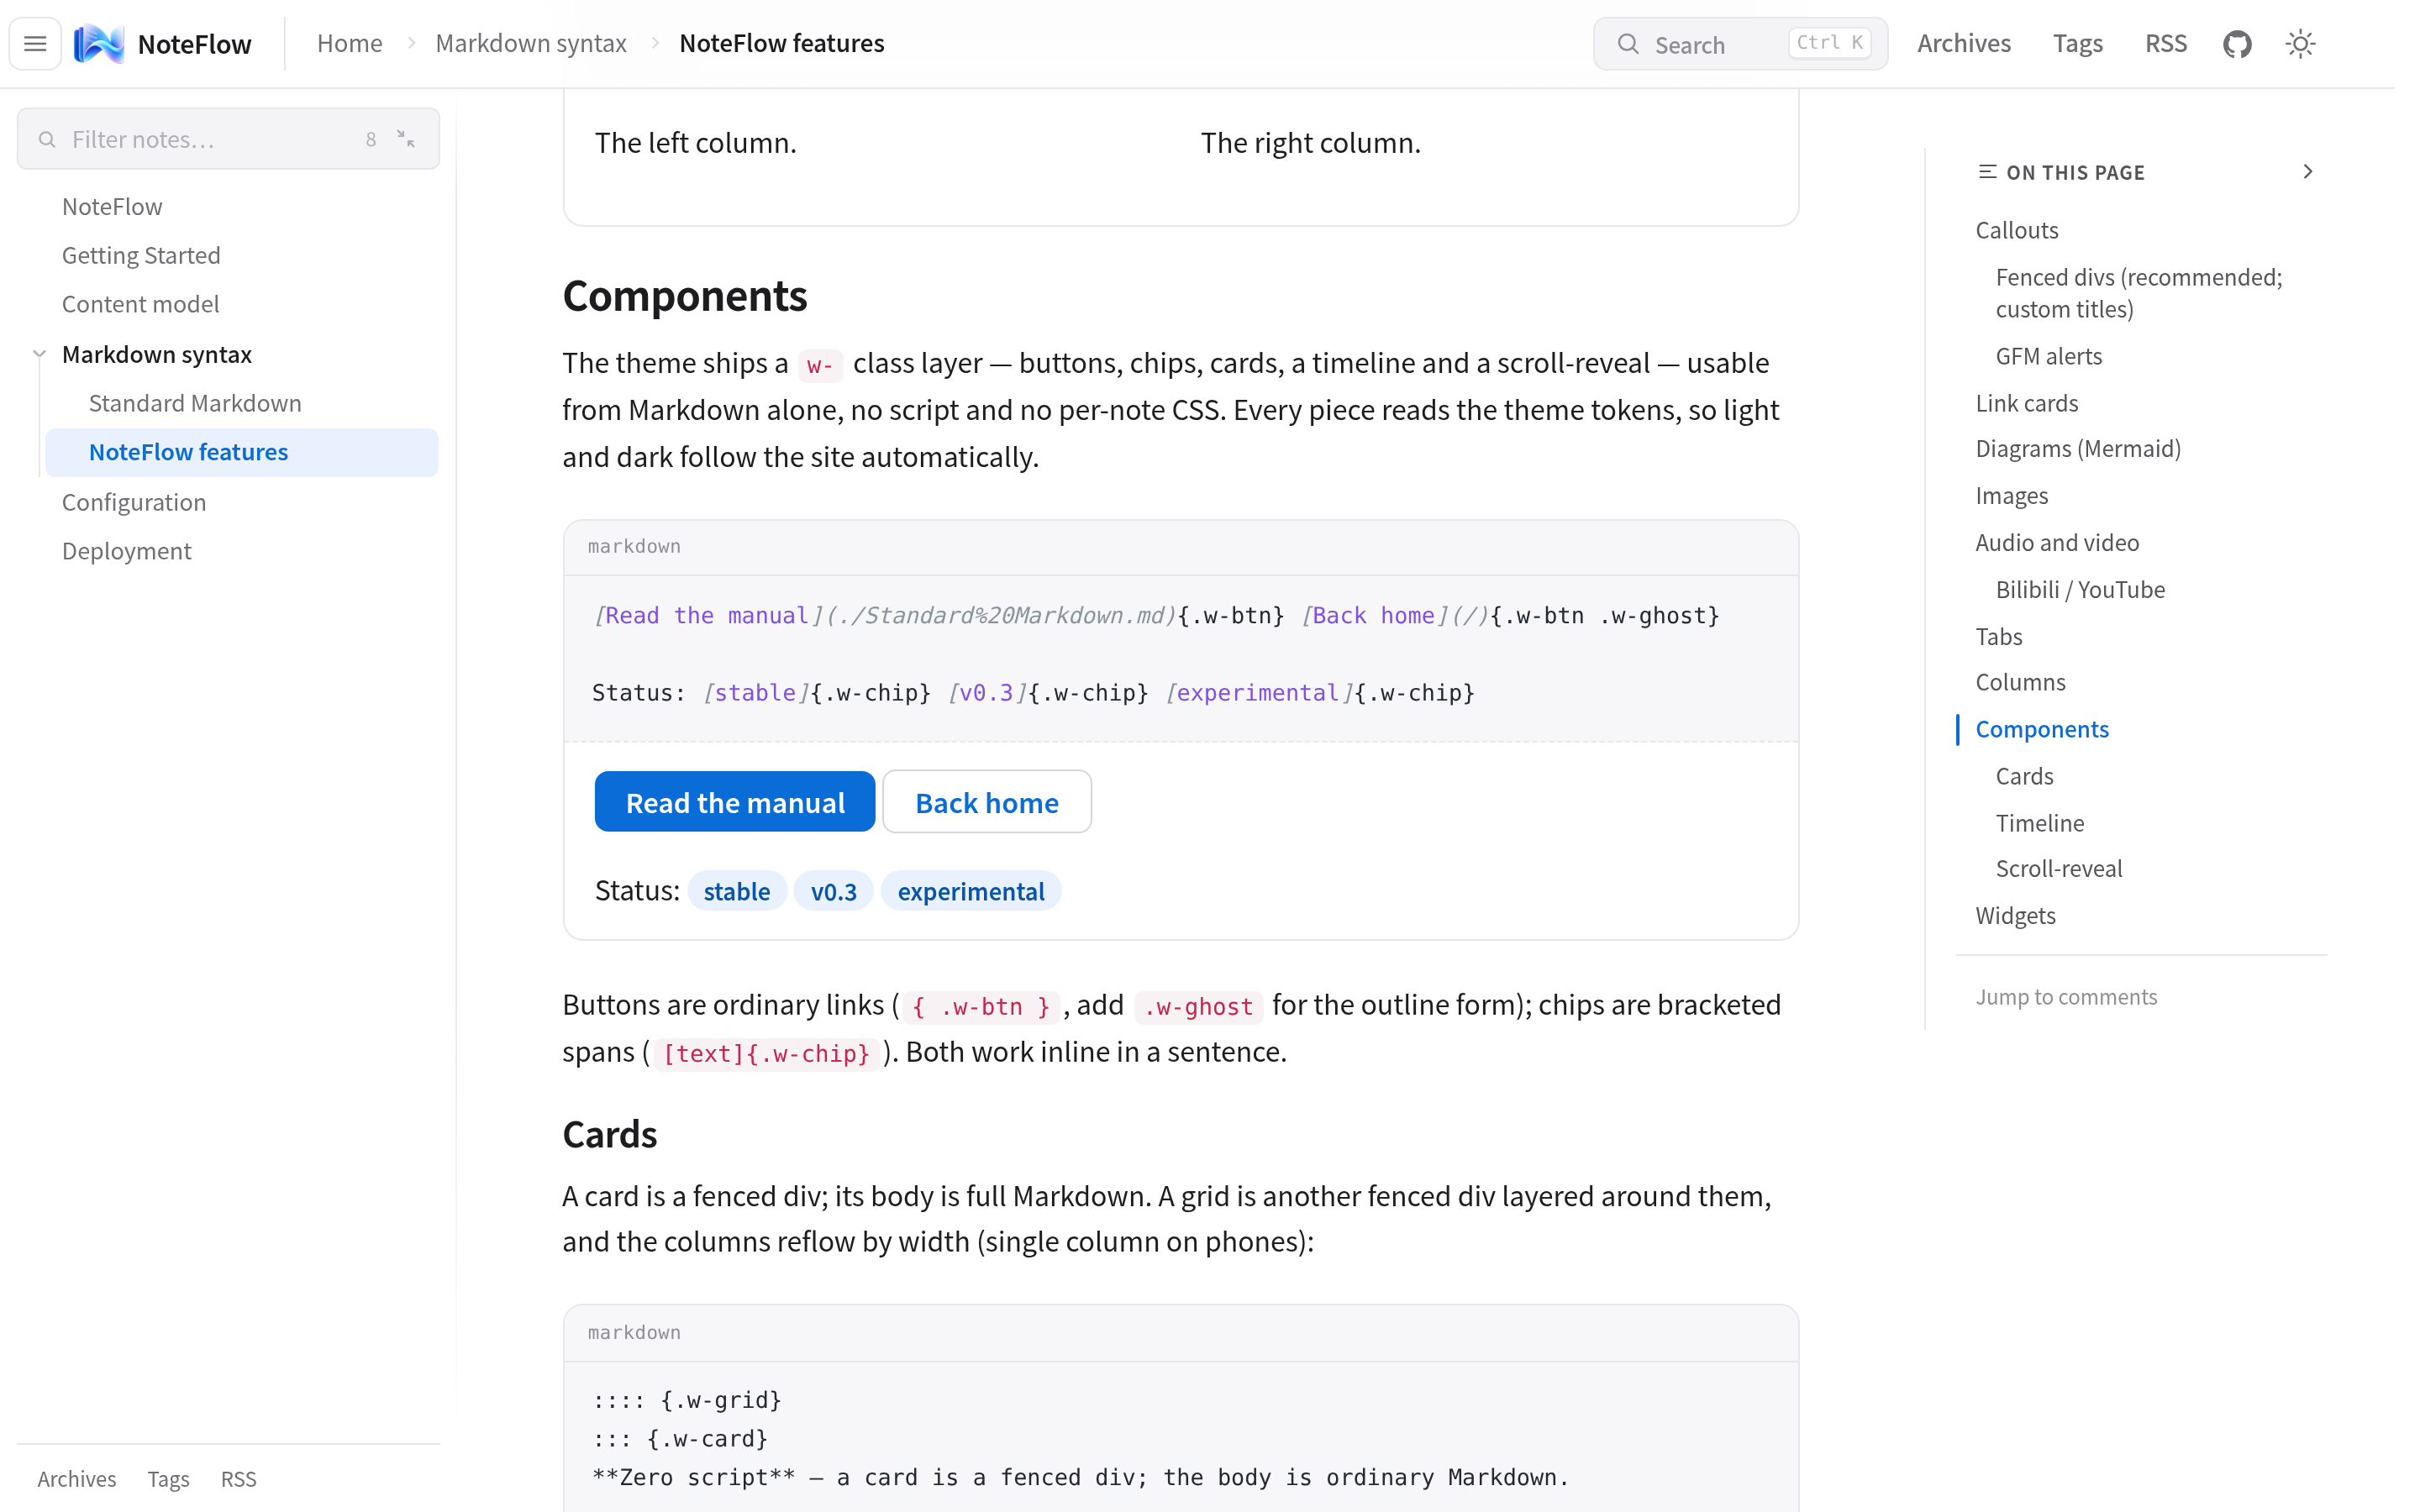 NoteFlow
Home
Markdown syntax
NoteFlow features
Search
Ctrl K
Archives
Tags
RSS
Filter notes…
8
NoteFlow
Getting Started
Content model
Markdown syntax
Standard Markdown
NoteFlow features
Configuration
Deployment
Archives
Tags
RSS
The left column.
The right column.
Components
The theme ships a w- class layer — buttons, chips, cards, a timeline and a scroll-reveal — usable
from Markdown alone, no script and no per-note CSS. Every piece reads the theme tokens, so light
and dark follow the site automatically.
markdown
[Read the manual](./Standard%20Markdown.md){.w-btn} [Back home](/){.w-btn .w-ghost}
Status: [stable]{.w-chip} [v0.3]{.w-chip} [experimental]{.w-chip}
Read the manual
Back home
Status: stable v0.3 experimental
Buttons are ordinary links ( { .w-btn } , add .w-ghost for the outline form); chips are bracketed
spans ( [text]{.w-chip} ). Both work inline in a sentence.
Cards
A card is a fenced div; its body is full Markdown. A grid is another fenced div layered around them,
and the columns reflow by width (single column on phones):
markdown
:::: {.w-grid}
::: {.w-card}
**Zero script** — a card is a fenced div; the body is ordinary Markdown.
ON THIS PAGE
Callouts
Fenced divs (recommended;
custom titles)
GFM alerts
Link cards
Diagrams (Mermaid)
Images
Audio and video
Bilibili / YouTube
Tabs
Columns
Components
Cards
Timeline
Scroll-reveal
Widgets
Jump to comments